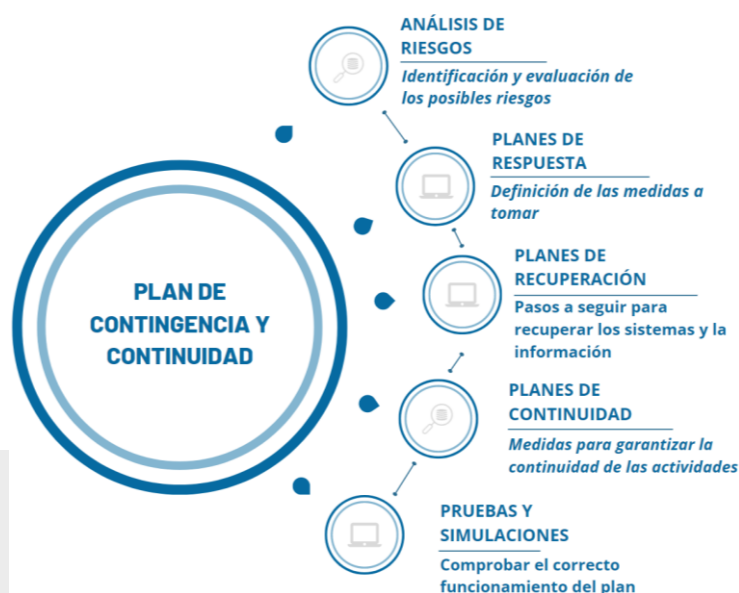 ANÁLISIS DE
RIESGOS
Identificación y evaluación de
los posibles riesgos
PLANES DE
RESPUESTA
Definición de las medidas a
tomar
PLAN DE
CONTINGENCIA Y
CONTINUIDAD
PLANES DE
RECUPERACIÓN
Pasos a seguir para
recuperar los sistemas y la
información
PLANES DE
CONTINUIDAD
Medidas para garantizar la
continuidad de las actividades
PRUEBAS Y
SIMULACIONES
Comprobar el correcto
funcionamiento del plan